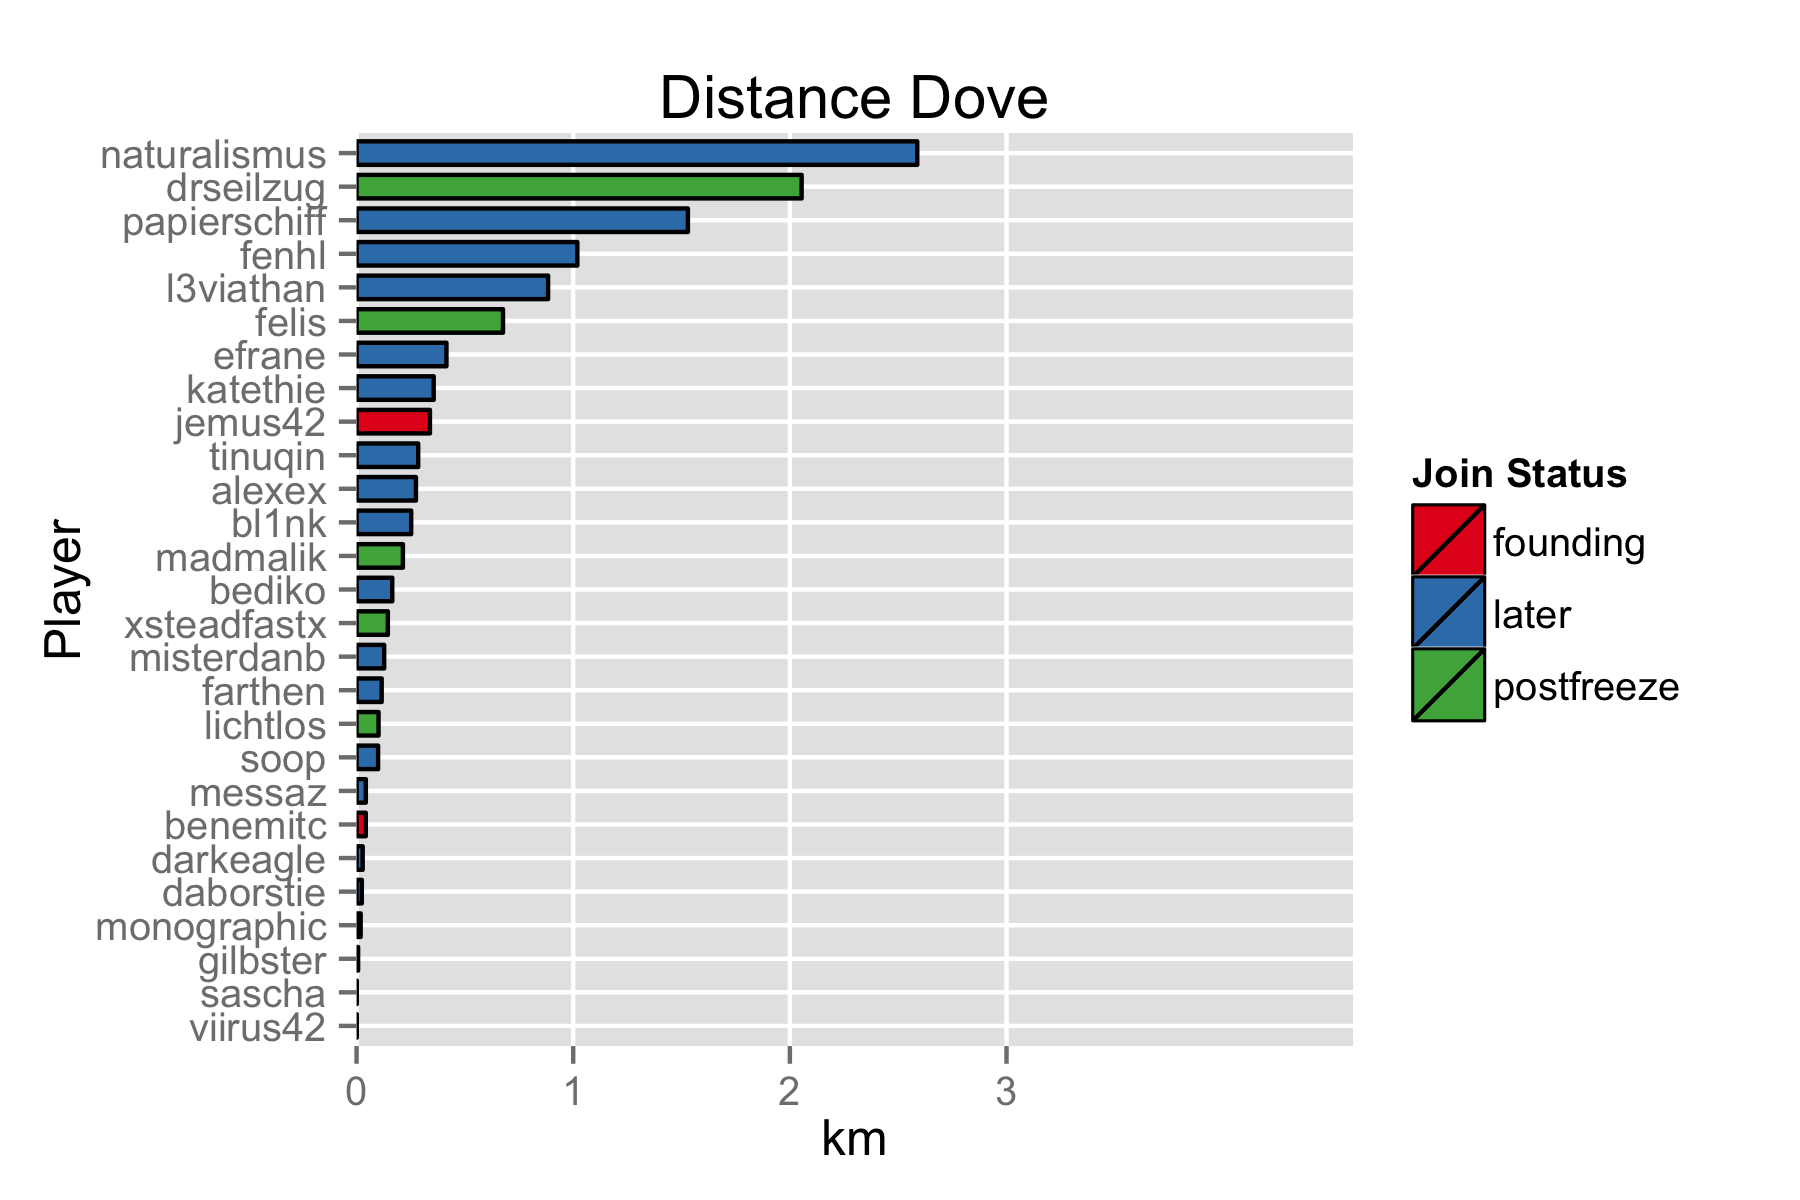 Distance Dove
naturalismus
drseilzug
papierschiff
fenhl
l3viathan
felis
efrane
katethie
jemus42
tinuqin
alexex
bl1nk
madmalik
bediko
xsteadfastx
misterdanb
farthen
lichtlos
soop
messaz
benemitc
darkeagle
daborstie
monographic
gilbster
sascha
viirus42
Player
0 1 2 3
km
Join Status
founding
later
postfreeze